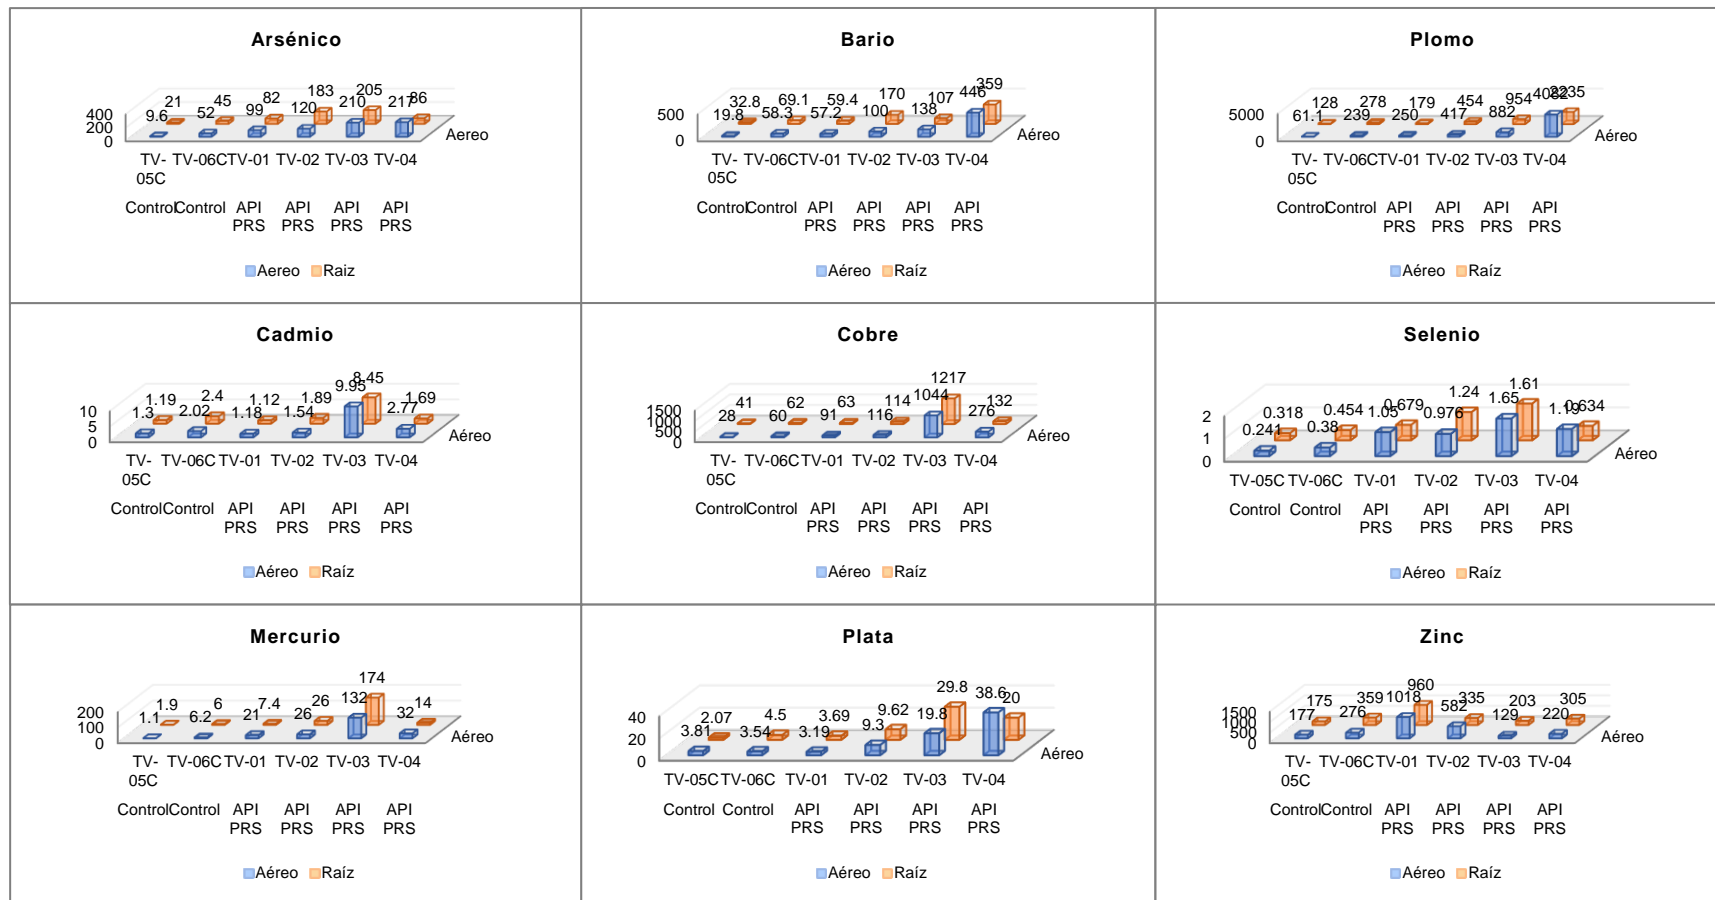 Arsénico
9.6 21 52 45 99 82 120 183 210 205 217 86
400
200
0
Aereo
TV-05C TV-06C TV-01 TV-02 TV-03 TV-04
Control Control API PRS API PRS API PRS API PRS
Aereo Raiz
Bario
19.8 32.8 58.3 69.1 57.2 59.4 100 170 138 107 446 359
500
0
Aéreo
TV-05C TV-06C TV-01 TV-02 TV-03 TV-04
Control Control API PRS API PRS API PRS API PRS
Aéreo Raíz
Plomo
61.1 128 239 278 250 179 417 454 882 954 4082 2235
5000
0
Aéreo
TV-05C TV-06C TV-01 TV-02 TV-03 TV-04
Control Control API PRS API PRS API PRS API PRS
Aéreo Raíz
Cadmio
1.3 1.19 2.02 2.4 1.18 1.12 1.54 1.89 9.95 8.45 2.77 1.69
10
5
0
Aéreo
TV-05C TV-06C TV-01 TV-02 TV-03 TV-04
Control Control API PRS API PRS API PRS API PRS
Aéreo Raíz
Cobre
28 41 60 62 91 63 116 114 1044 1217 276 132
1500
1000
500
0
Aéreo
TV-05C TV-06C TV-01 TV-02 TV-03 TV-04
Control Control API PRS API PRS API PRS API PRS
Aéreo Raíz
Selenio
0.241 0.318 0.38 0.454 1.05 0.679 0.976 1.24 1.65 1.61 1.19 0.634
2
1
0
Aéreo
TV-05C TV-06C TV-01 TV-02 TV-03 TV-04
Control Control API PRS API PRS API PRS API PRS
Aéreo Raíz
Mercurio
1.1 1.9 6.2 6 21 7.4 26 26 132 174 32 14
200
100
0
Aéreo
TV-05C TV-06C TV-01 TV-02 TV-03 TV-04
Control Control API PRS API PRS API PRS API PRS
Aéreo Raíz
Plata
3.81 2.07 3.54 4.5 3.19 3.69 9.3 9.62 19.8 29.8 38.6 20
40
20
0
Aéreo
TV-05C TV-06C TV-01 TV-02 TV-03 TV-04
Control Control API PRS API PRS API PRS API PRS
Aéreo Raíz
Zinc
177 175 276 359 1018 960 582 335 129 203 220 305
1500
1000
500
0
Aéreo
TV-05C TV-06C TV-01 TV-02 TV-03 TV-04
Control Control API PRS API PRS API PRS API PRS
Aéreo Raíz